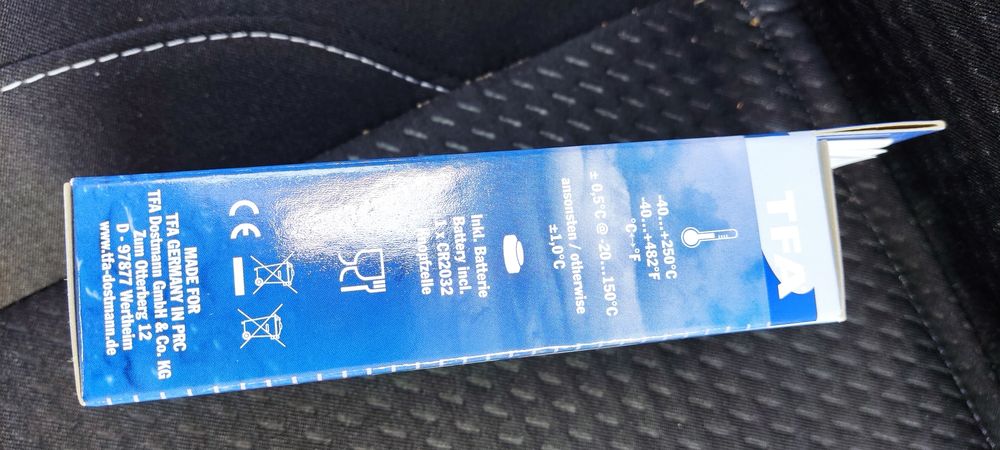 TFA
-40...+250°C
-40...+482°F
°C↔°F
± 0,5°C @ -20...150°C
ansonsten / otherwise
±1,0°C
Inkl. Batterie
Battery incl.
1 x CR2032
Knopfzelle
CE
MADE FOR
TFA GERMANY IN PRC
TFA Dostmann GmbH & Co. KG
Zum Ottersberg 12
D - 97877 Wertheim
www.tfa-dostmann.de